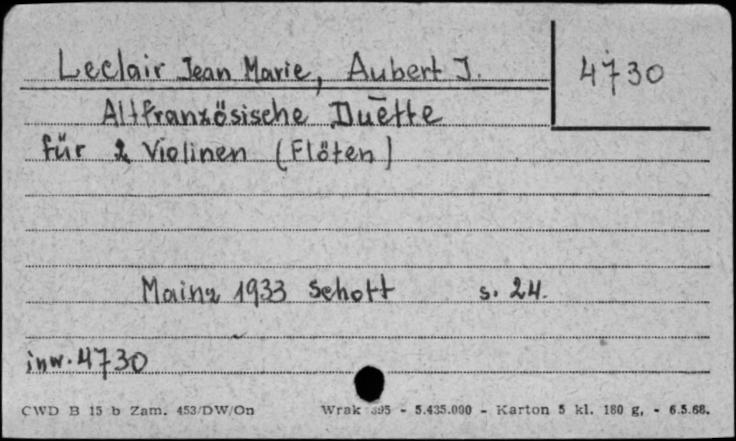 Leclair Jean Marie, Aubert J.
4730
Altfranzösische Duette
für 2 Violinen (Flöten)
Mainz 1933 Schott s. 24.
inw. 4730
CWD B 15 b Zam. 453/DW/On Wrak 395 - 5.435.000 - Karton 5 kl. 180 g, - 6.5.68.